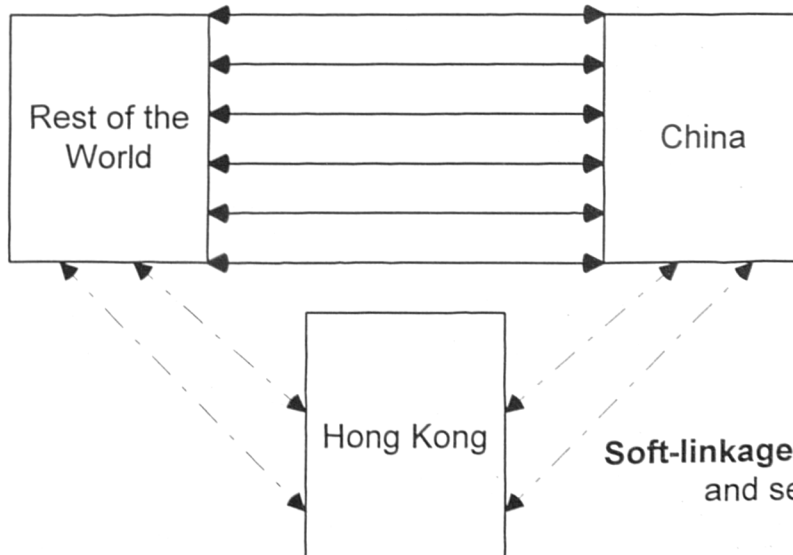 Rest of the
World
China
Hong Kong
Soft-linkage
and